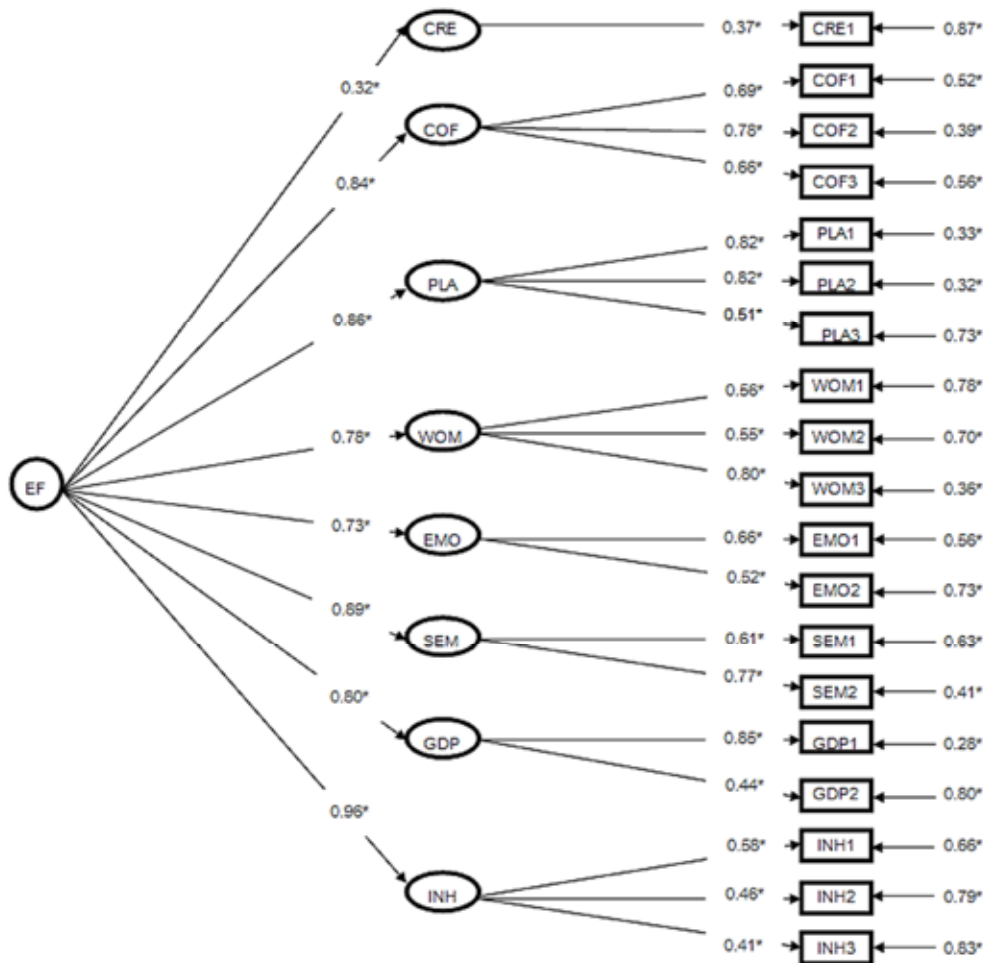 CRE 0.37* CRE1 0.87*
0.32*
COF 0.69* COF1 0.52*
0.78* COF2 0.39*
0.66* COF3 0.56*
0.84*
PLA 0.82* PLA1 0.33*
0.82* PLA2 0.32*
0.51* PLA3 0.73*
0.86*
WOM 0.56* WOM1 0.78*
0.55* WOM2 0.70*
0.80* WOM3 0.36*
0.78*
EF
EMO 0.66* EMO1 0.56*
0.52* EMO2 0.73*
0.73*
SEM 0.61* SEM1 0.63*
0.77* SEM2 0.41*
0.89*
GDP 0.85* GDP1 0.28*
0.44* GDP2 0.80*
0.80*
INH 0.58* INH1 0.66*
0.46* INH2 0.79*
0.41* INH3 0.83*
0.96*